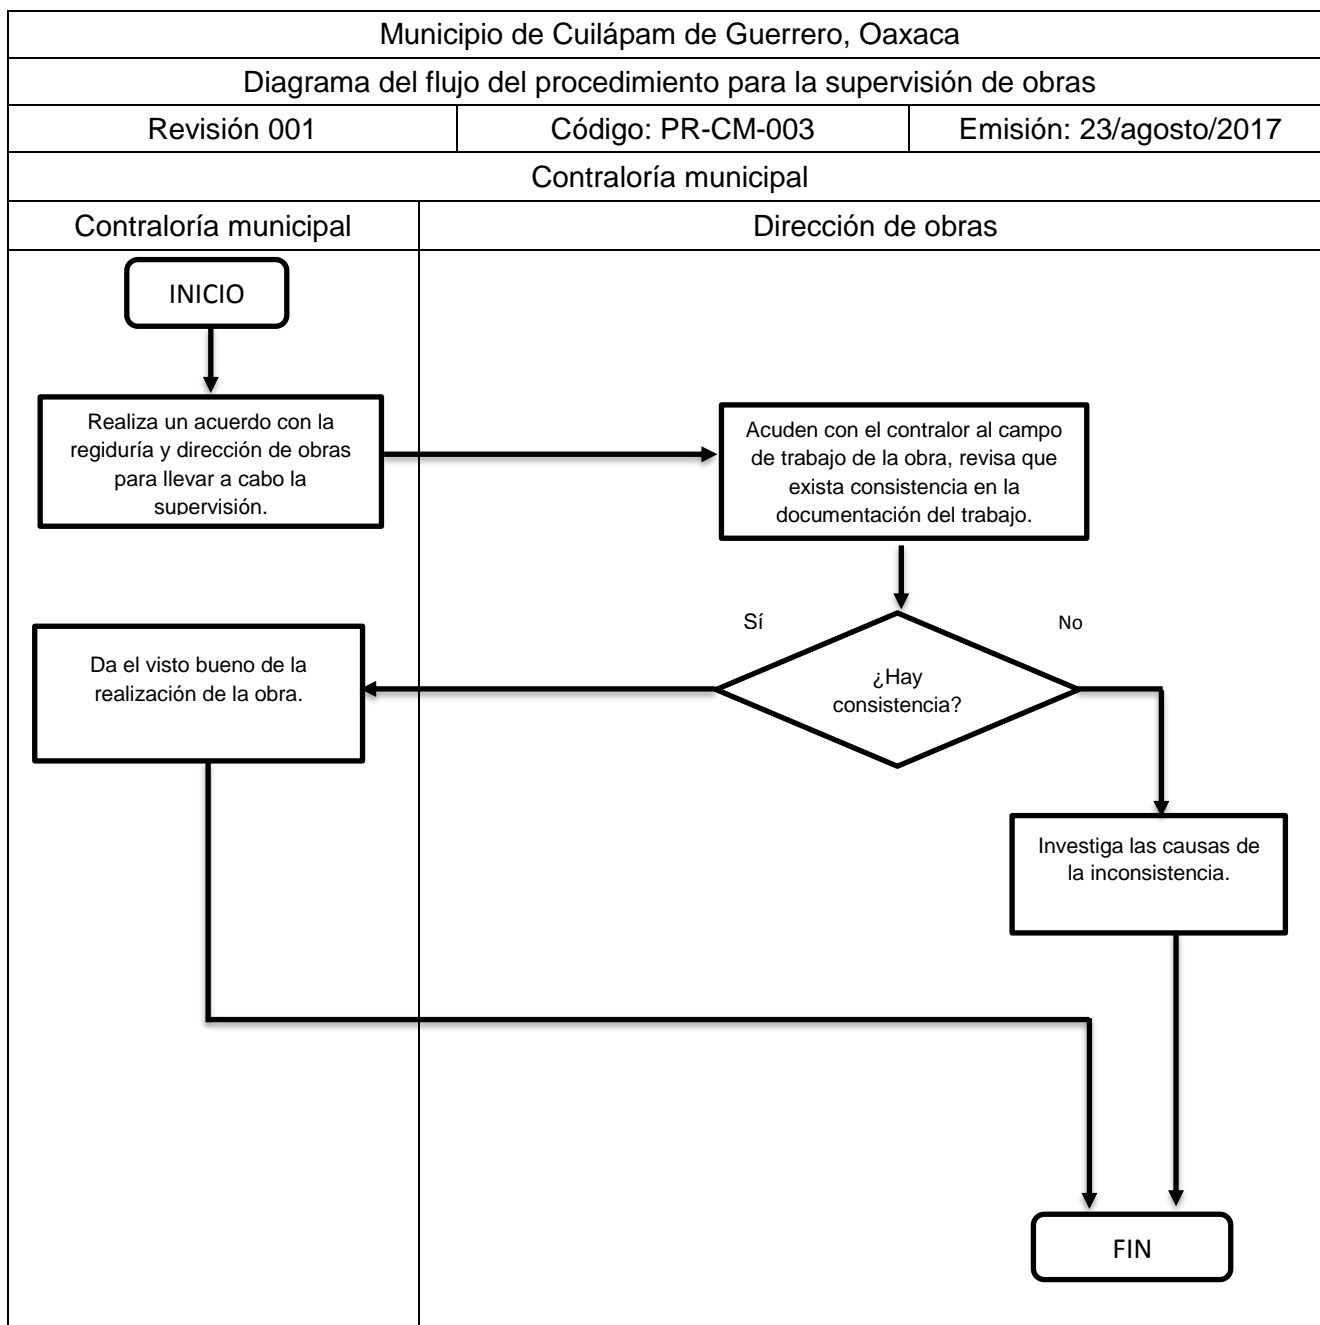 Municipio de Cuilápam de Guerrero, Oaxaca
Diagrama del flujo del procedimiento para la supervisión de obras
Revisión 001
Código: PR-CM-003
Emisión: 23/agosto/2017
Contraloría municipal
Contraloría municipal
Dirección de obras
INICIO
Realiza un acuerdo con la
regiduría y dirección de obras
para llevar a cabo la
supervisión.
Acuden con el contralor al campo
de trabajo de la obra, revisa que
exista consistencia en la
documentación del trabajo.
Sí
No
¿Hay
consistencia?
Da el visto bueno de la
realización de la obra.
Investiga las causas de
la inconsistencia.
FIN